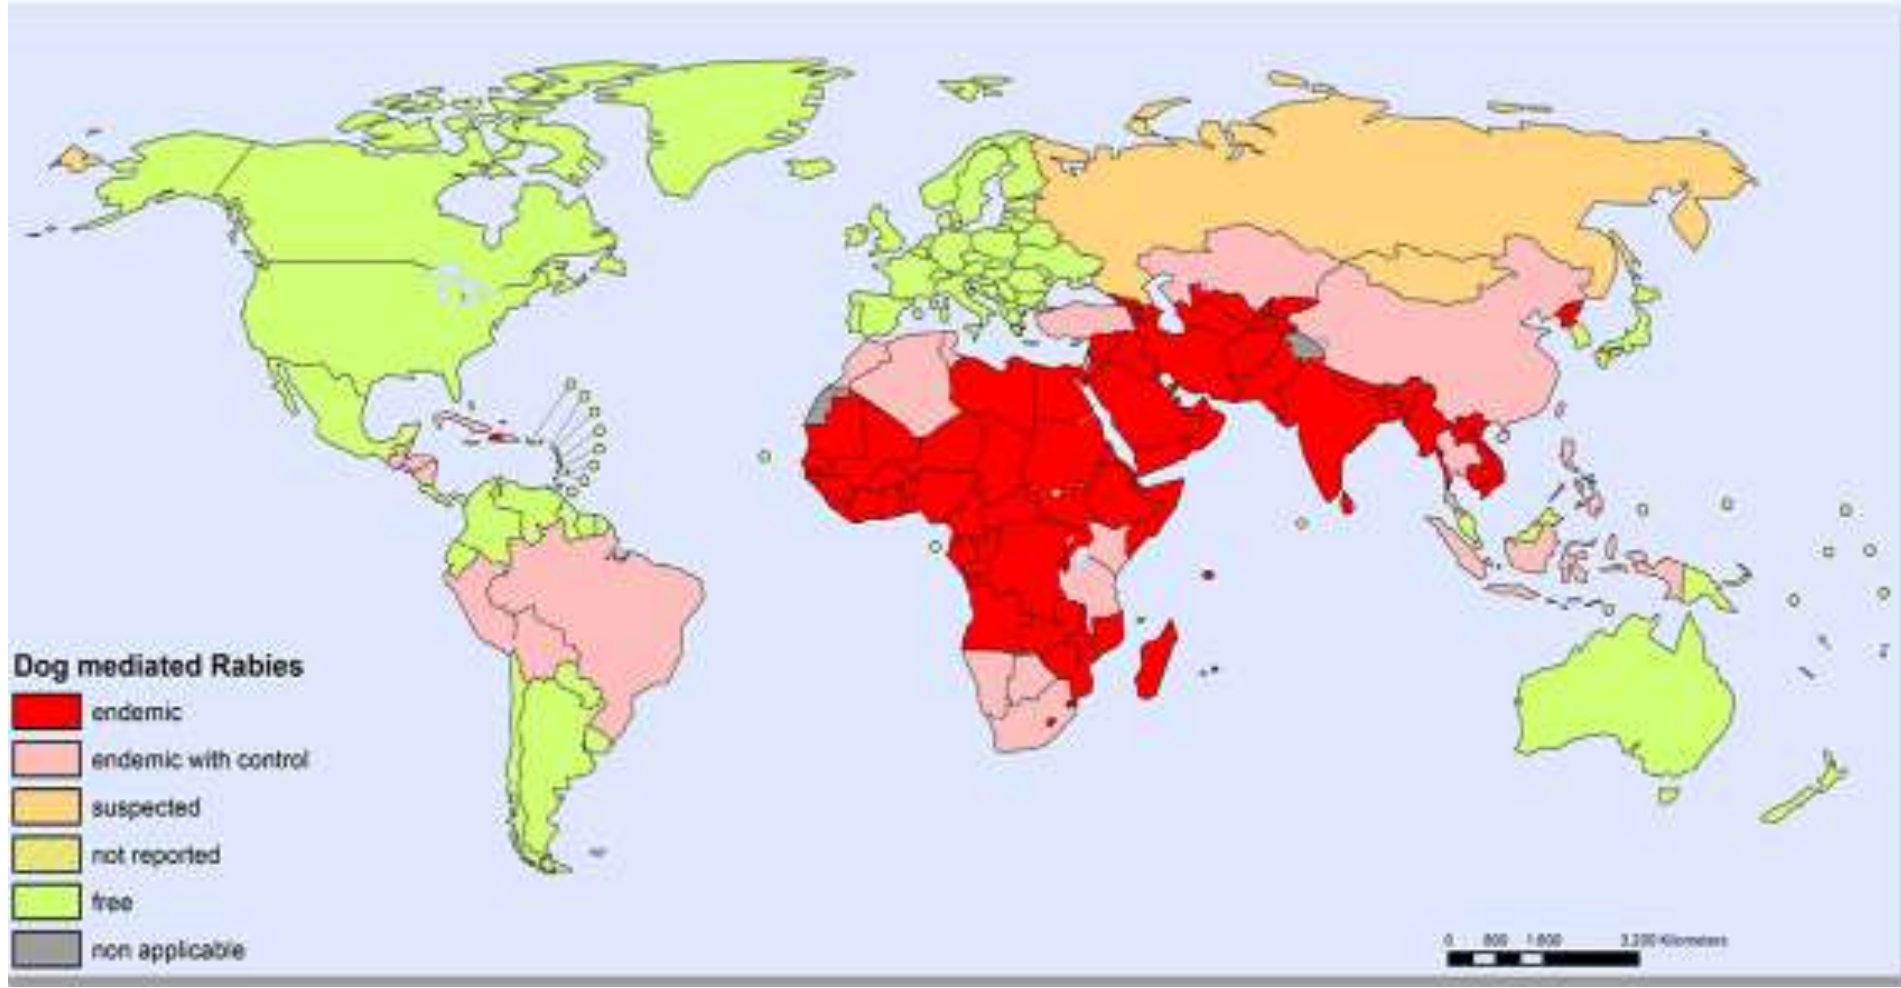 Dog mediated Rabies
endemic
endemic with control
suspected
not reported
free
non applicable
0 800 1 600 3 200 Kilometers